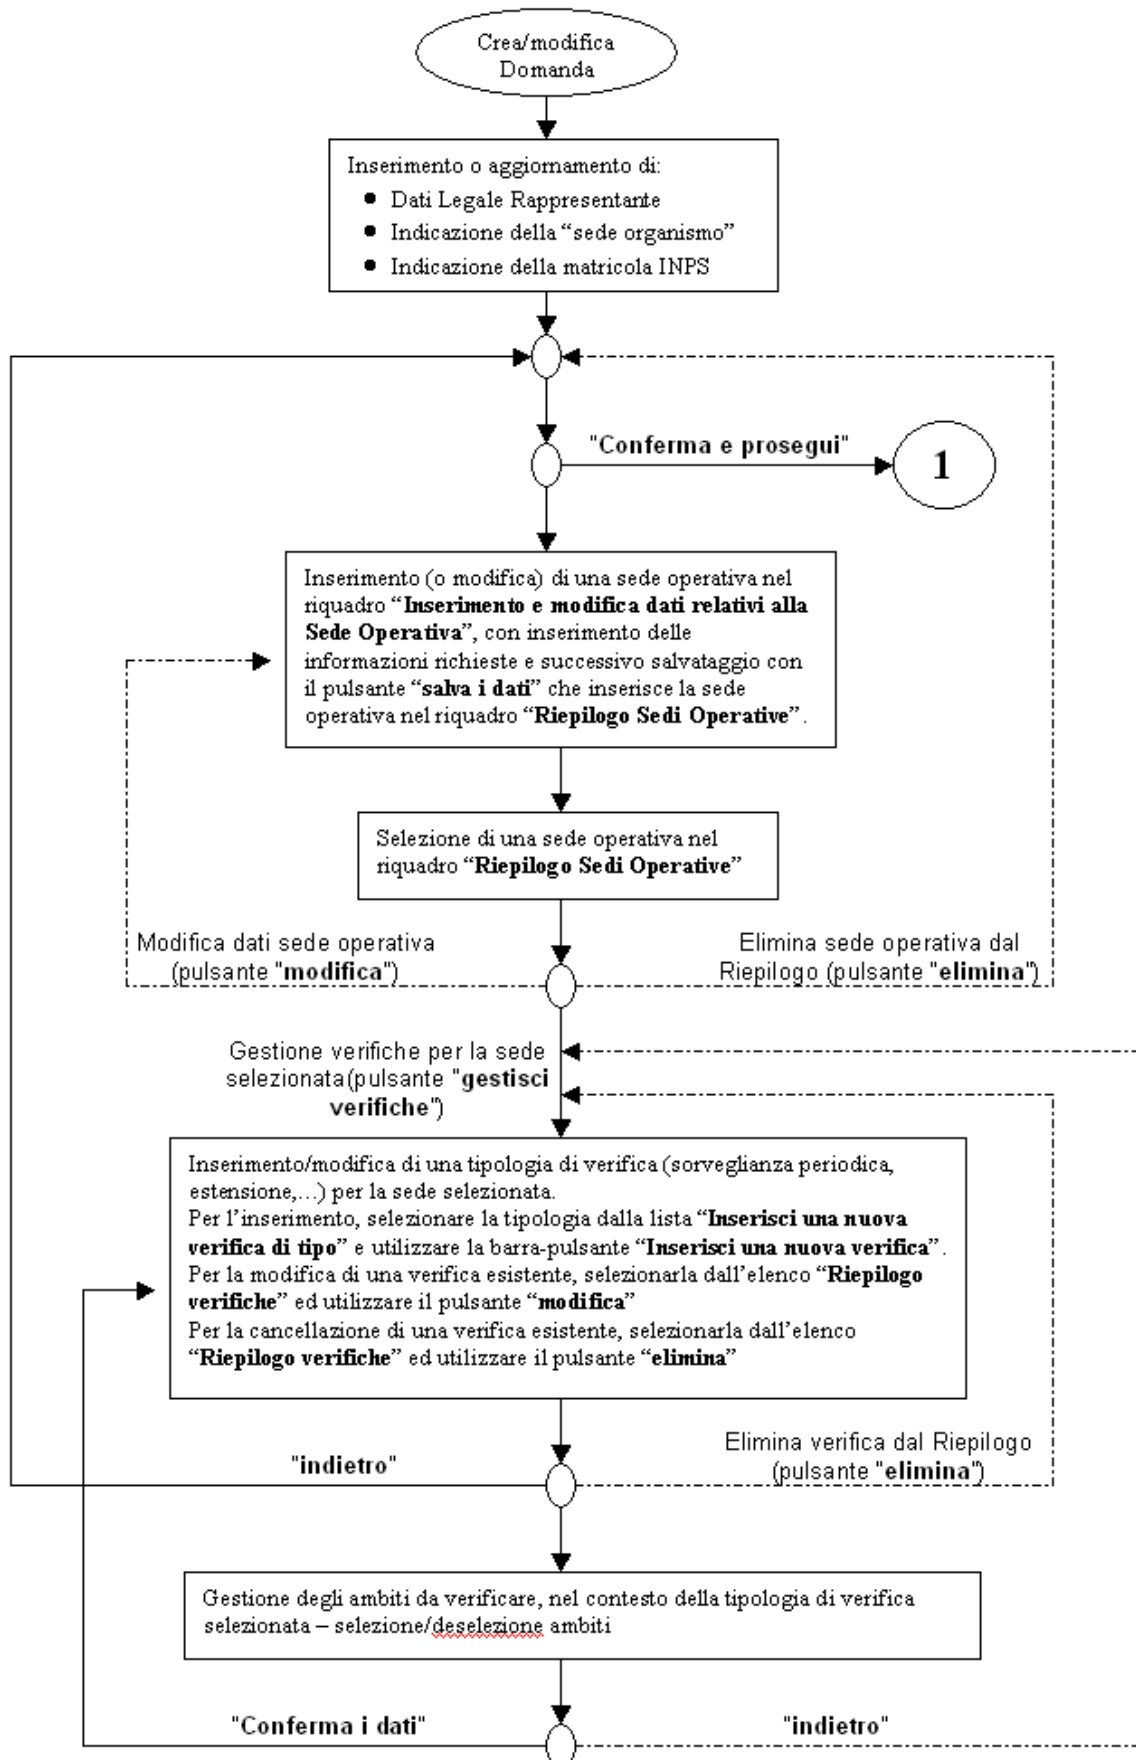 Crea/modifica
Domanda
Inserimento o aggiornamento di:
● Dati Legale Rappresentante
● Indicazione della “sede organismo”
● Indicazione della matricola INPS
"Conferma e prosegui"
1
Inserimento (o modifica) di una sede operativa nel
riquadro “Inserimento e modifica dati relativi alla
Sede Operativa”, con inserimento delle
informazioni richieste e successivo salvataggio con
il pulsante “salva i dati” che inserisce la sede
operativa nel riquadro “Riepilogo Sedi Operative”.
Selezione di una sede operativa nel
riquadro “Riepilogo Sedi Operative”
Modifica dati sede operativa
(pulsante "modifica")
Elimina sede operativa dal
Riepilogo (pulsante "elimina")
Gestione verifiche per la sede
selezionata(pulsante "gestisci
verifiche")
Inserimento/modifica di una tipologia di verifica (sorveglianza periodica,
estensione,...) per la sede selezionata.
Per l’inserimento, selezionare la tipologia dalla lista “Inserisci una nuova
verifica di tipo” e utilizzare la barra-pulsante “Inserisci una nuova verifica”.
Per la modifica di una verifica esistente, selezionarla dall’elenco “Riepilogo
verifiche” ed utilizzare il pulsante “modifica”
Per la cancellazione di una verifica esistente, selezionarla dall’elenco
“Riepilogo verifiche” ed utilizzare il pulsante “elimina”
"indietro"
Elimina verifica dal Riepilogo
(pulsante "elimina")
Gestione degli ambiti da verificare, nel contesto della tipologia di verifica
selezionata – selezione/deselezione ambiti
"Conferma i dati"
"indietro"